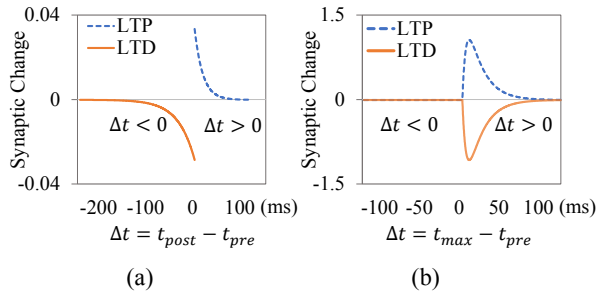 0.04
LTP
LTD
Synaptic Change
0
Δt < 0
Δt > 0
-0.04
-200
-100
0
100 (ms)
Δt = t_post − t_pre
(a)
1.5
LTP
LTD
Synaptic Change
0
Δt < 0
Δt > 0
-1.5
-100
-50
0
50
100 (ms)
Δt = t_max − t_pre
(b)